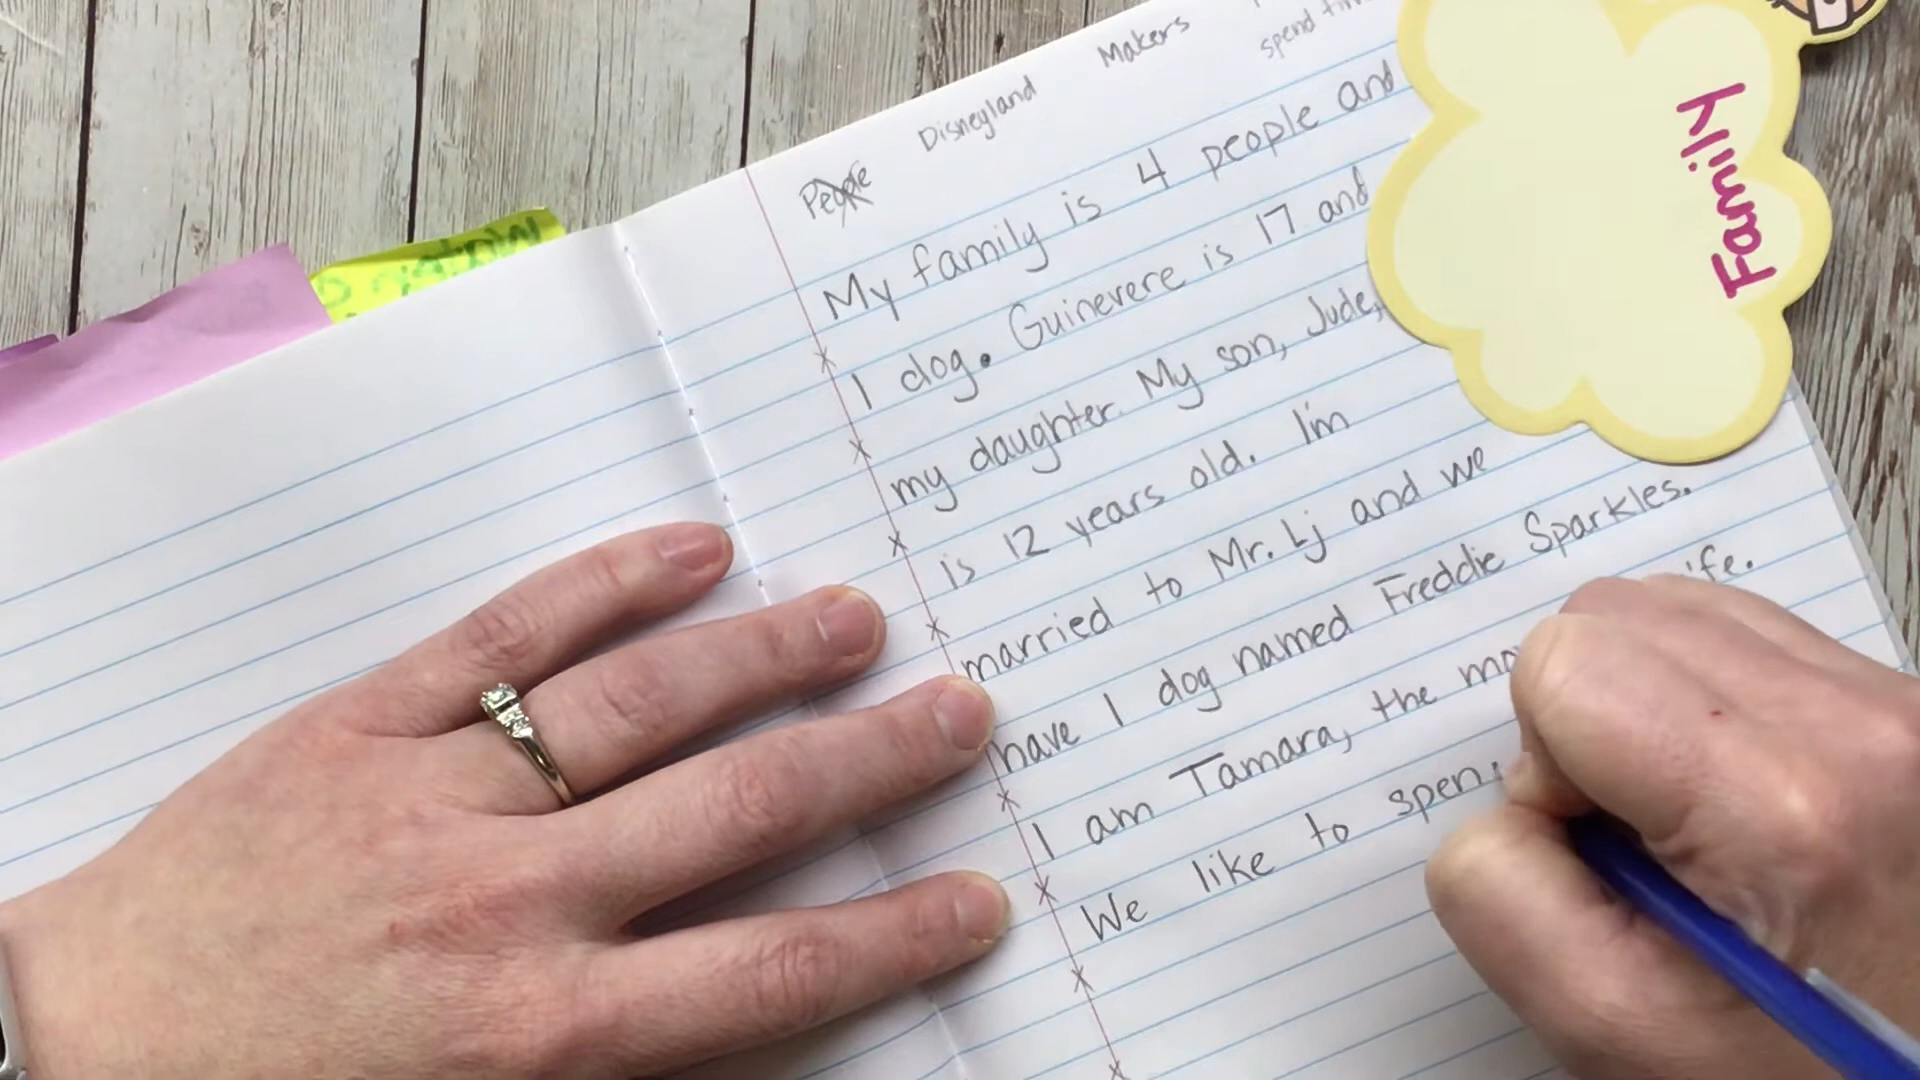 Disneyland Makers spend
People
My family is 4 people and
1 dog. Guinevere is 17 and
my daughter. My son, Jude,
is 12 years old. I'm
married to Mr. Lj and we
have 1 dog named Freddie Sparkles.
I am Tamara, the
We like to
Family